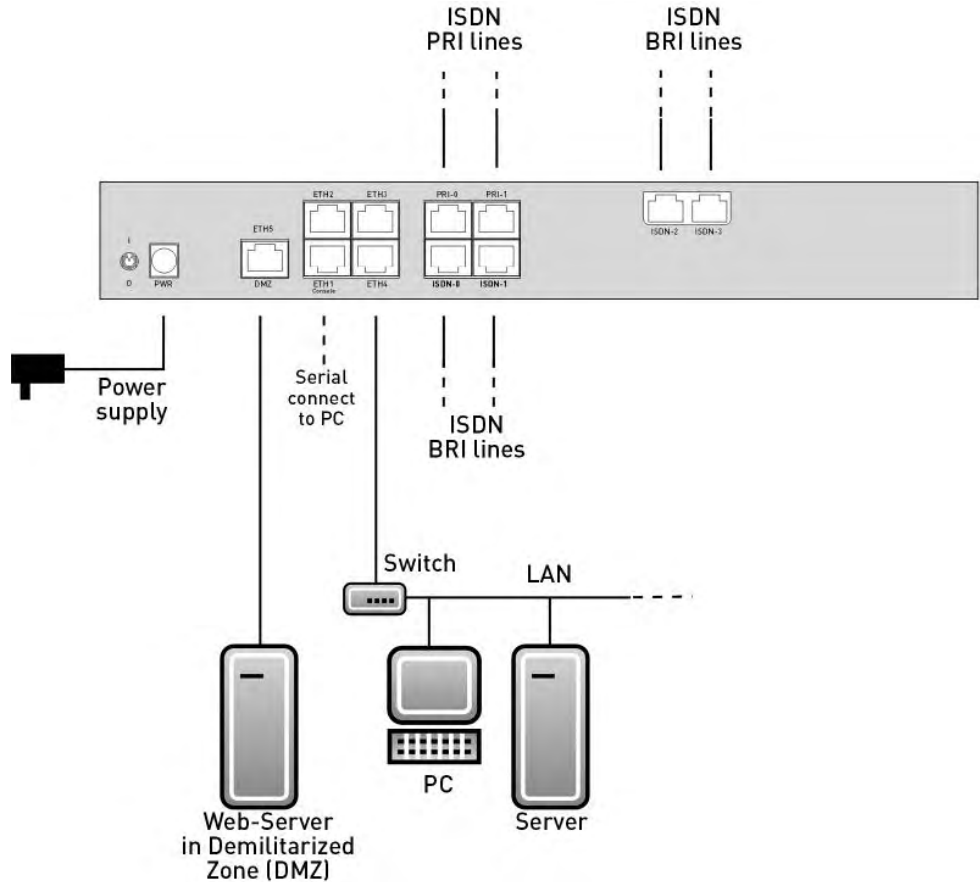 ISDN
PRI lines
ISDN
BRI lines
ETH2 ETH3 PRI-0 PRI-1
ISDN-2 ISDN-3
ETH5
I
O PWR DMZ ETH1 ETH4 ISDN-0 ISDN-1
Console
Power
supply
Serial
connect
to PC
ISDN
BRI lines
Switch
LAN
PC
Server
Web-Server
in Demilitarized
Zone (DMZ)